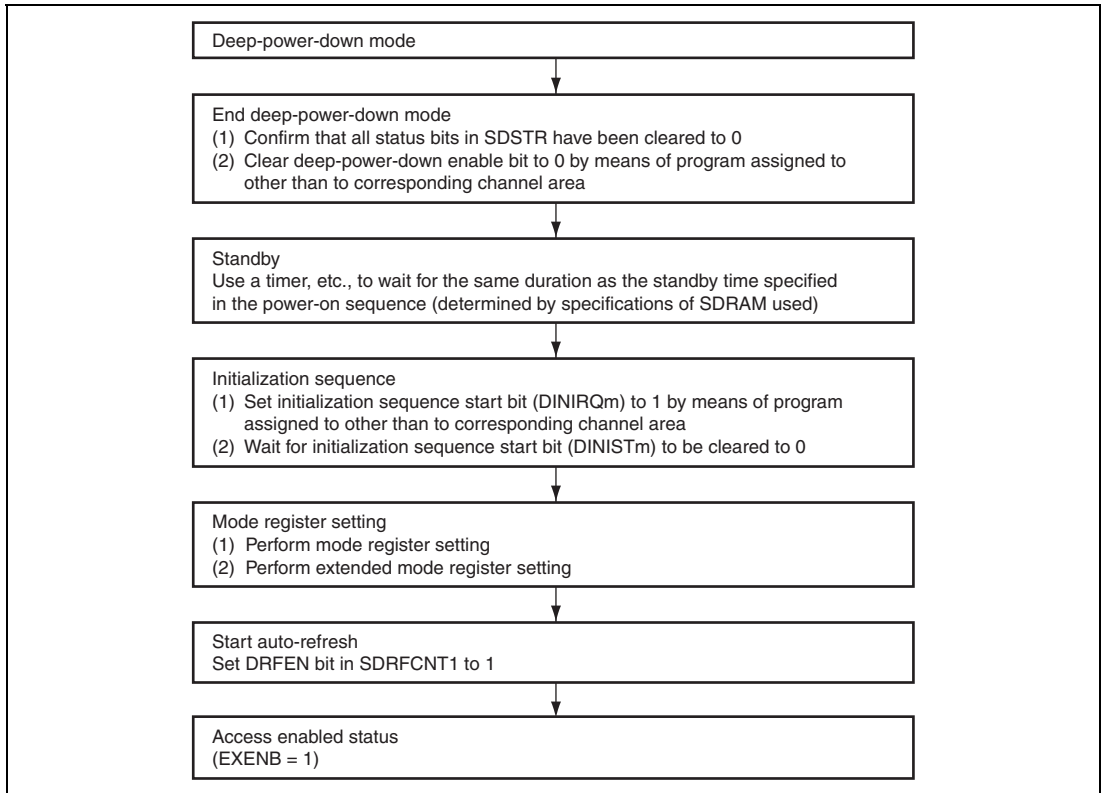 Deep-power-down mode
End deep-power-down mode
(1) Confirm that all status bits in SDSTR have been cleared to 0
(2) Clear deep-power-down enable bit to 0 by means of program assigned to
other than to corresponding channel area
Standby
Use a timer, etc., to wait for the same duration as the standby time specified
in the power-on sequence (determined by specifications of SDRAM used)
Initialization sequence
(1) Set initialization sequence start bit (DINIRQm) to 1 by means of program
assigned to other than to corresponding channel area
(2) Wait for initialization sequence start bit (DINISTm) to be cleared to 0
Mode register setting
(1) Perform mode register setting
(2) Perform extended mode register setting
Start auto-refresh
Set DRFEN bit in SDRFCNT1 to 1
Access enabled status
(EXENB = 1)